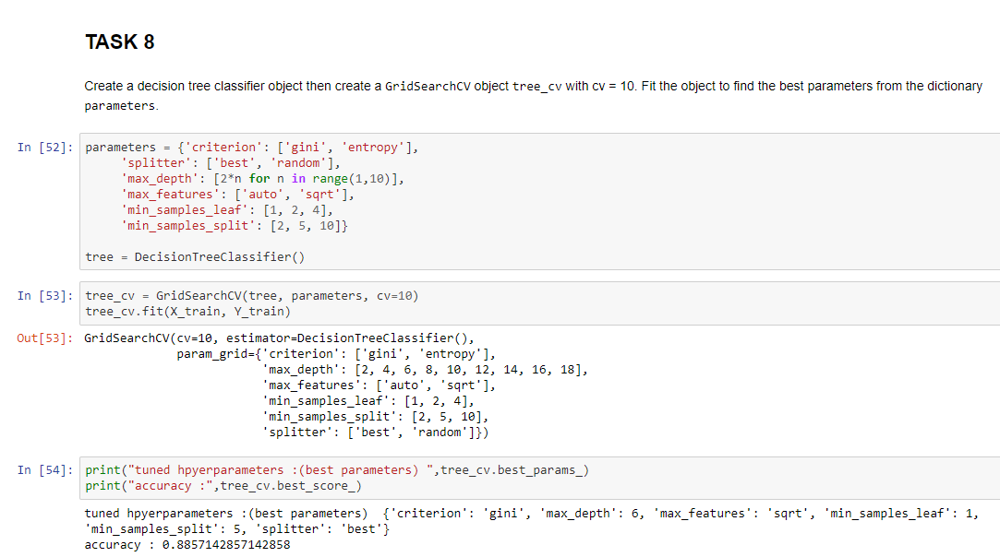 TASK 8
Create a decision tree classifier object then create a GridSearchCV object tree_cv with cv = 10. Fit the object to find the best parameters from the dictionary
parameters.
In [52]: parameters = {'criterion': ['gini', 'entropy'],
     'splitter': ['best', 'random'],
     'max_depth': [2*n for n in range(1,10)],
     'max_features': ['auto', 'sqrt'],
     'min_samples_leaf': [1, 2, 4],
     'min_samples_split': [2, 5, 10]}
tree = DecisionTreeClassifier()
In [53]: tree_cv = GridSearchCV(tree, parameters, cv=10)
tree_cv.fit(X_train, Y_train)
Out[53]: GridSearchCV(cv=10, estimator=DecisionTreeClassifier(),
             param_grid={'criterion': ['gini', 'entropy'],
                         'max_depth': [2, 4, 6, 8, 10, 12, 14, 16, 18],
                         'max_features': ['auto', 'sqrt'],
                         'min_samples_leaf': [1, 2, 4],
                         'min_samples_split': [2, 5, 10],
                         'splitter': ['best', 'random']})
In [54]: print("tuned hpyerparameters :(best parameters) ",tree_cv.best_params_)
print("accuracy :",tree_cv.best_score_)
tuned hpyerparameters :(best parameters)  {'criterion': 'gini', 'max_depth': 6, 'max_features': 'sqrt', 'min_samples_leaf': 1,
'min_samples_split': 5, 'splitter': 'best'}
accuracy : 0.8857142857142858